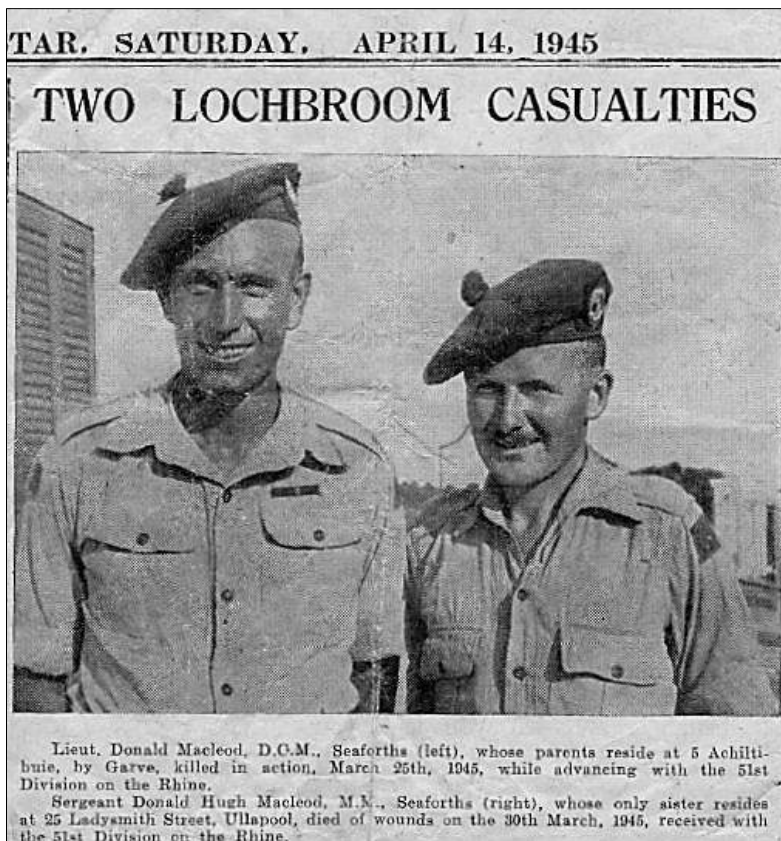 TAR. SATURDAY, APRIL 14, 1945
TWO LOCHBROOM CASUALTIES
Lieut. Donald Macleod, D.C.M., Seaforths (left), whose parents reside at 5 Achilti-
buie, by Garve, killed in action, March 25th, 1945, while advancing with the 51st
Division on the Rhine.
Sergeant Donald Hugh Macleod, M.M., Seaforths (right), whose only sister resides
at 25 Ladysmith Street, Ullapool, died of wounds on the 30th March, 1945, received with
the 51st Division on the Rhine.